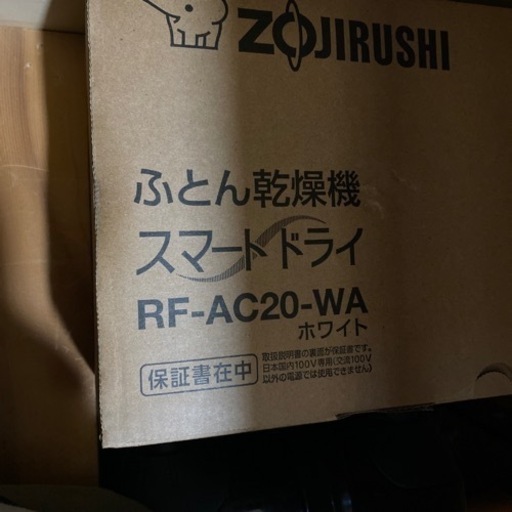 ZOJIRUSHI
ふとん乾燥機
スマートドライ
RF-AC20-WA
ホワイト
保証書在中
取扱説明書の裏面が保証書です。
日本国内100V専用(交流100V
以外の電源では使用できません)